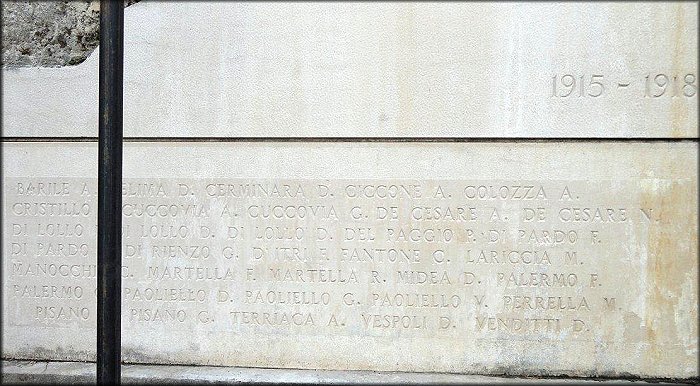 1915 - 1918
BARILE A. CERMINARA D. CICCONE A. COLOZZA A.
CRISTILLO CUCCOVIA A. CUCCOVIA G. DE CESARE A. DE CESARE N.
DI LOLLO DI LOLLO D. DI LOLLO D. DEL PAGGIO P. DI PARDO F.
DI PARDO DI RIENZO G. D'ITRI F. FANTONE C. LARICCIA M.
MARTELLA F. MARTELLA R. MIDEA D. PALERMO F.
PALERMO PAOLIELLO D. PAOLIELLO G. PAOLIELLO V. PERRELLA M.
PISANO PISANO G. TERRIACA A. VESPOLI D. VENDITTI D.